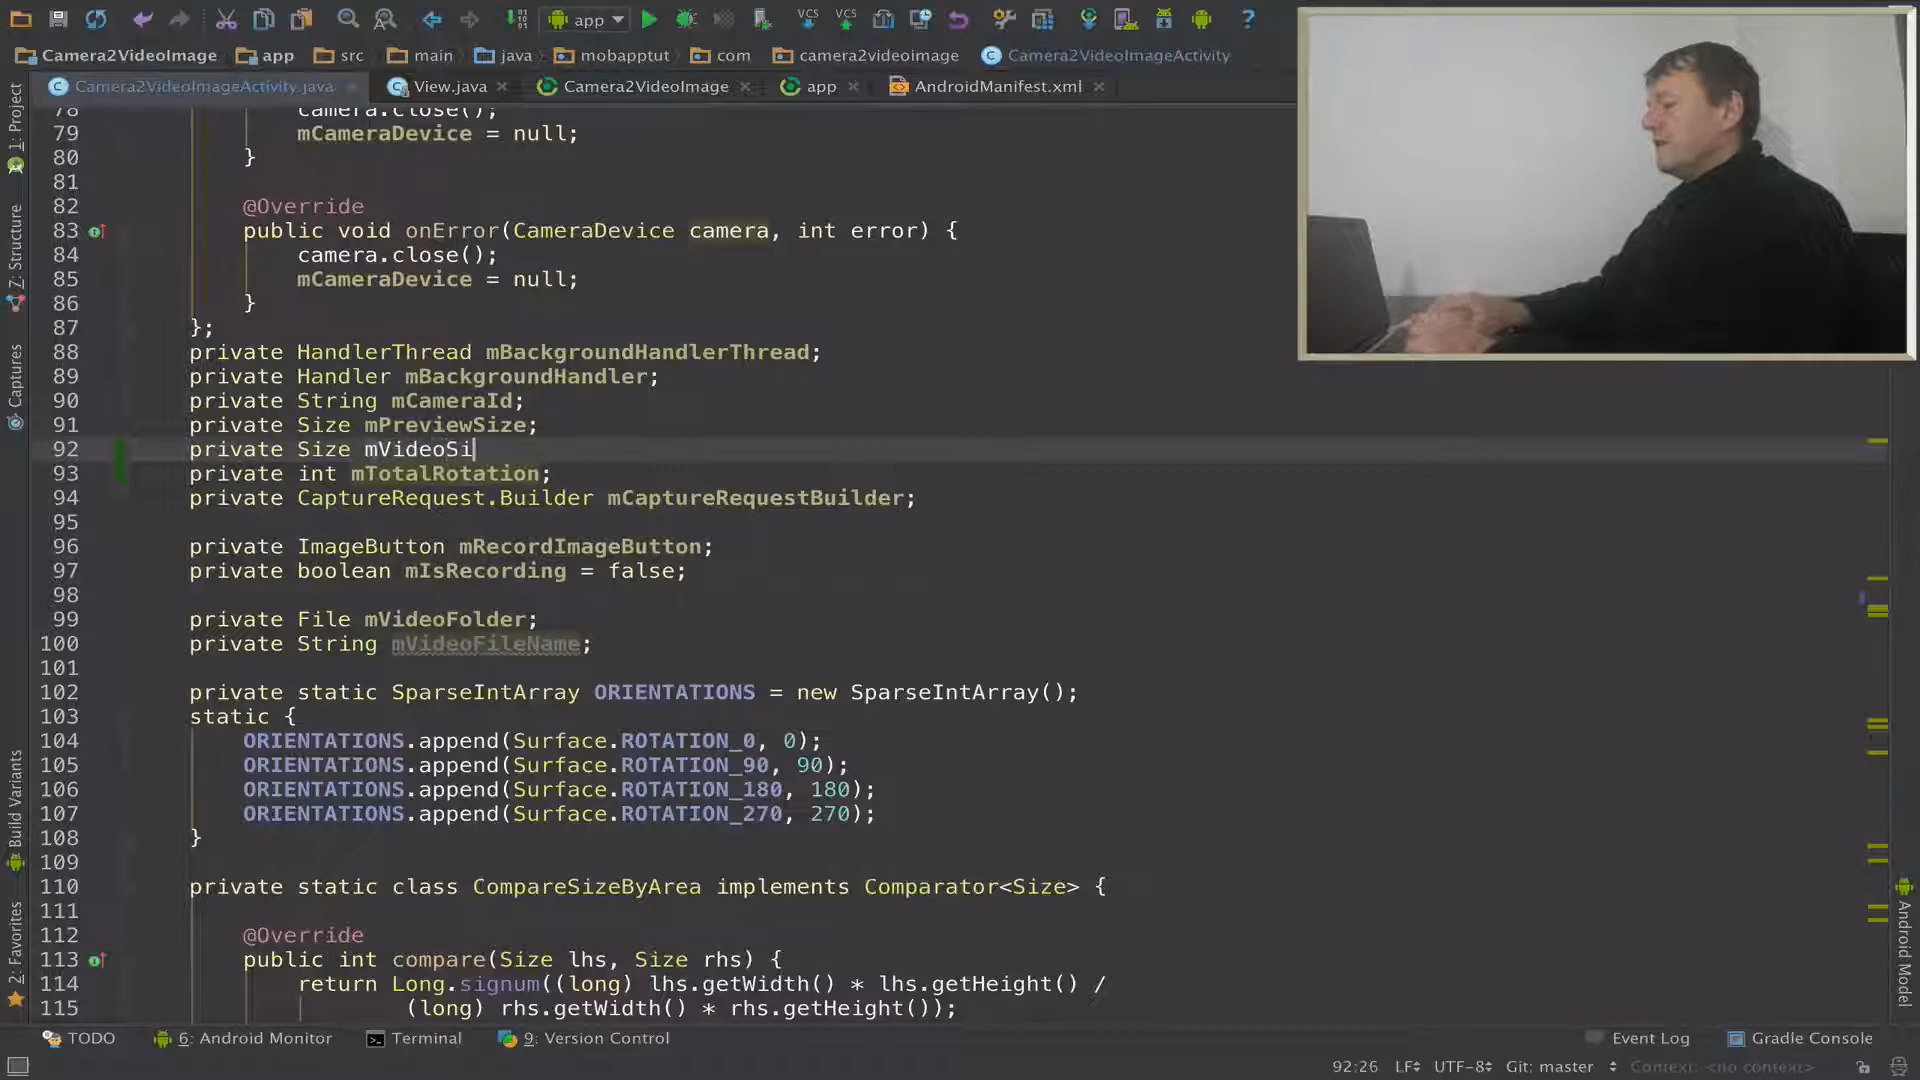 app
Camera2VideoImage app src main java mobapptut com camera2videoimage Camera2VideoImageActivity
Camera2VideoImageActivity.java View.java Camera2VideoImage app AndroidManifest.xml
78 camera.close();
79 mCameraDevice = null;
80 }
81
82 @Override
83 public void onError(CameraDevice camera, int error) {
84 camera.close();
85 mCameraDevice = null;
86 }
87 };
88 private HandlerThread mBackgroundHandlerThread;
89 private Handler mBackgroundHandler;
90 private String mCameraId;
91 private Size mPreviewSize;
92 private Size mVideoSi
93 private int mTotalRotation;
94 private CaptureRequest.Builder mCaptureRequestBuilder;
95
96 private ImageButton mRecordImageButton;
97 private boolean mIsRecording = false;
98
99 private File mVideoFolder;
100 private String mVideoFileName;
101
102 private static SparseIntArray ORIENTATIONS = new SparseIntArray();
103 static {
104 ORIENTATIONS.append(Surface.ROTATION_0, 0);
105 ORIENTATIONS.append(Surface.ROTATION_90, 90);
106 ORIENTATIONS.append(Surface.ROTATION_180, 180);
107 ORIENTATIONS.append(Surface.ROTATION_270, 270);
108 }
109
110 private static class CompareSizeByArea implements Comparator<Size> {
111
112 @Override
113 public int compare(Size lhs, Size rhs) {
114 return Long.signum((long) lhs.getWidth() * lhs.getHeight() /
115 (long) rhs.getWidth() * rhs.getHeight());
1: Project
7: Structure
Captures
Build Variants
2: Favorites
Android Model
TODO 6: Android Monitor Terminal 9: Version Control Event Log Gradle Console
92:26 LF UTF-8 Git: master Context: <no context>